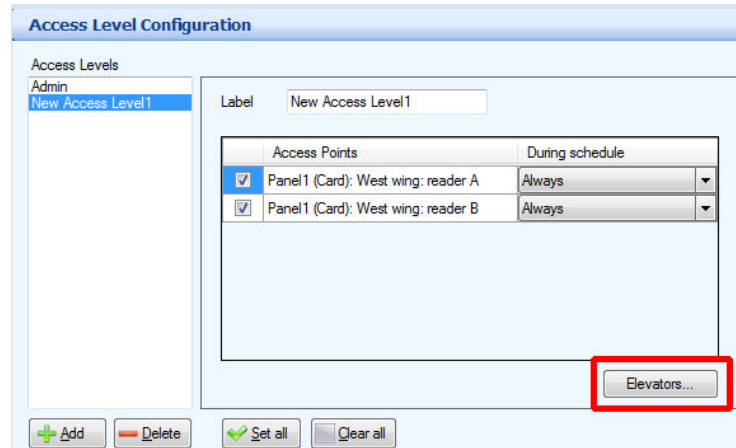 Access Level Configuration
Access Levels
Admin
New Access Level1
Label New Access Level1
Access Points During schedule
Panel1 (Card): West wing: reader A Always
Panel1 (Card): West wing: reader B Always
Elevators...
Add Delete Set all Clear all